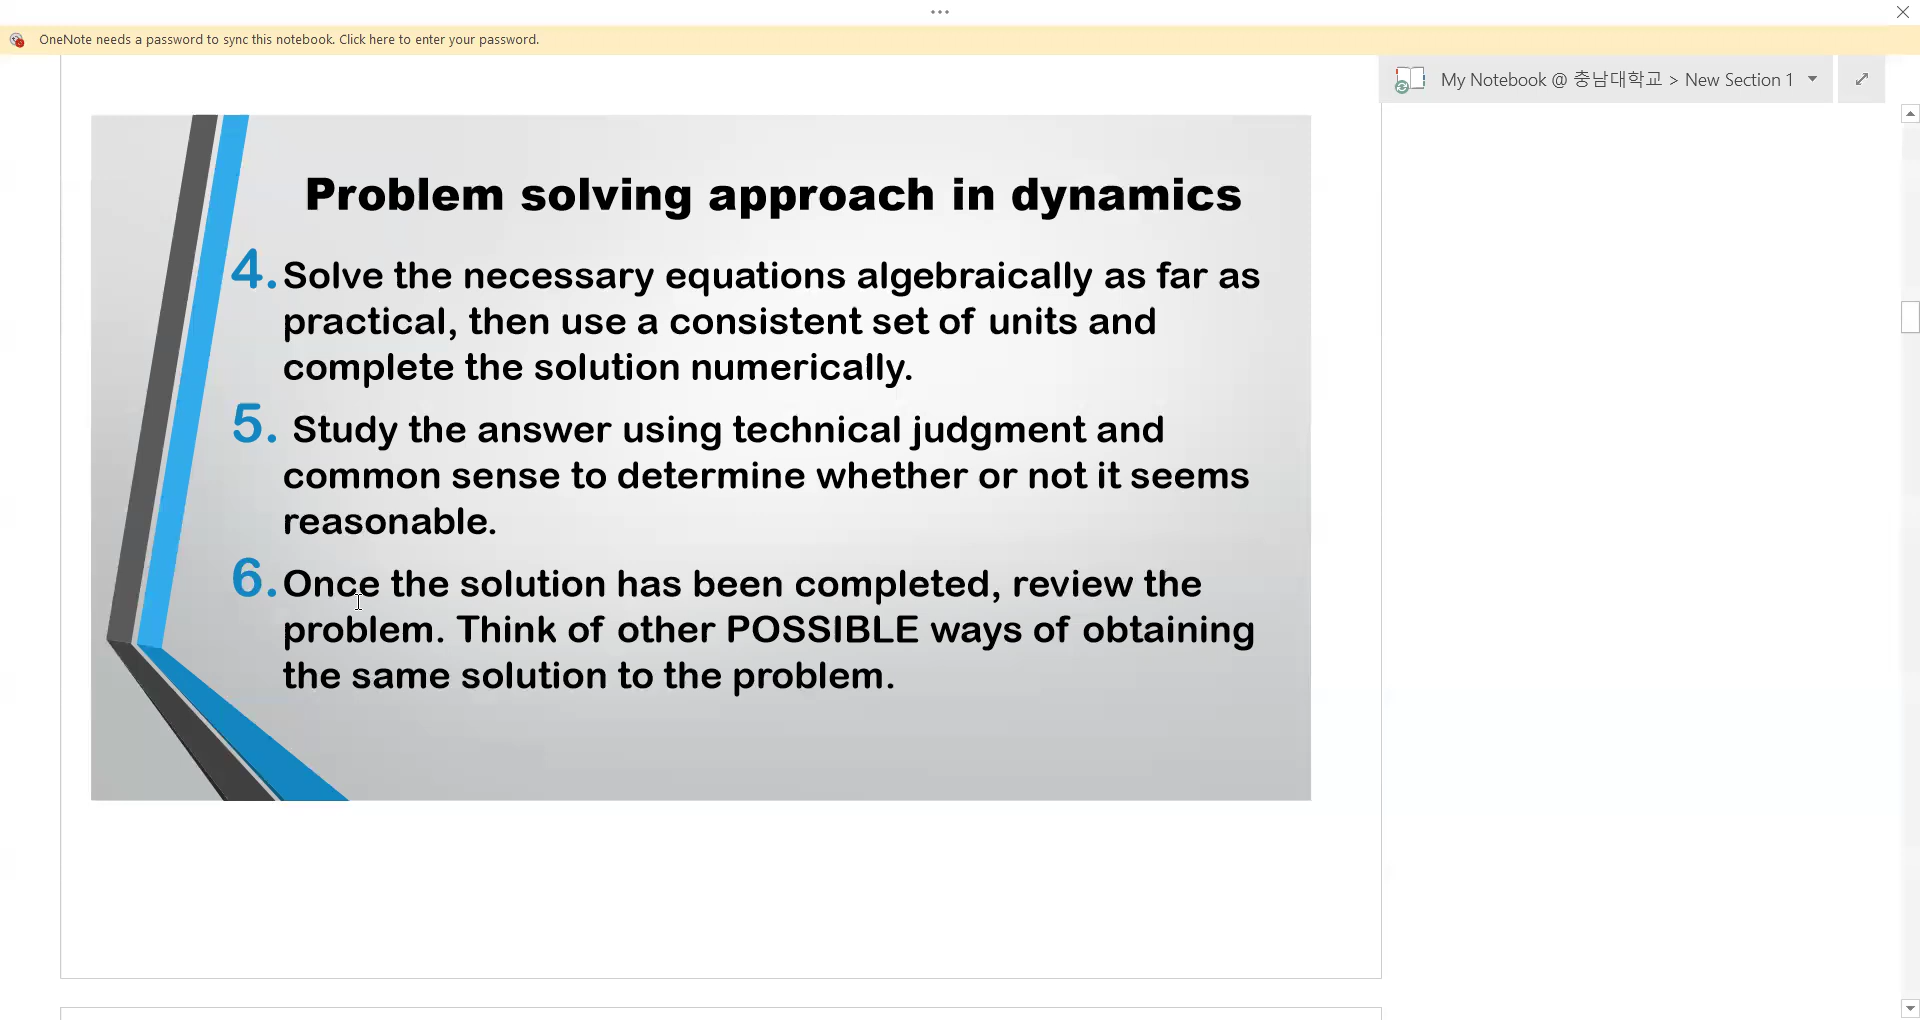 OneNote needs a password to sync this notebook. Click here to enter your password.
My Notebook @ 충남대학교 > New Section 1
Problem solving approach in dynamics
4. Solve the necessary equations algebraically as far as
practical, then use a consistent set of units and
complete the solution numerically.
5. Study the answer using technical judgment and
common sense to determine whether or not it seems
reasonable.
6. Once the solution has been completed, review the
problem. Think of other POSSIBLE ways of obtaining
the same solution to the problem.